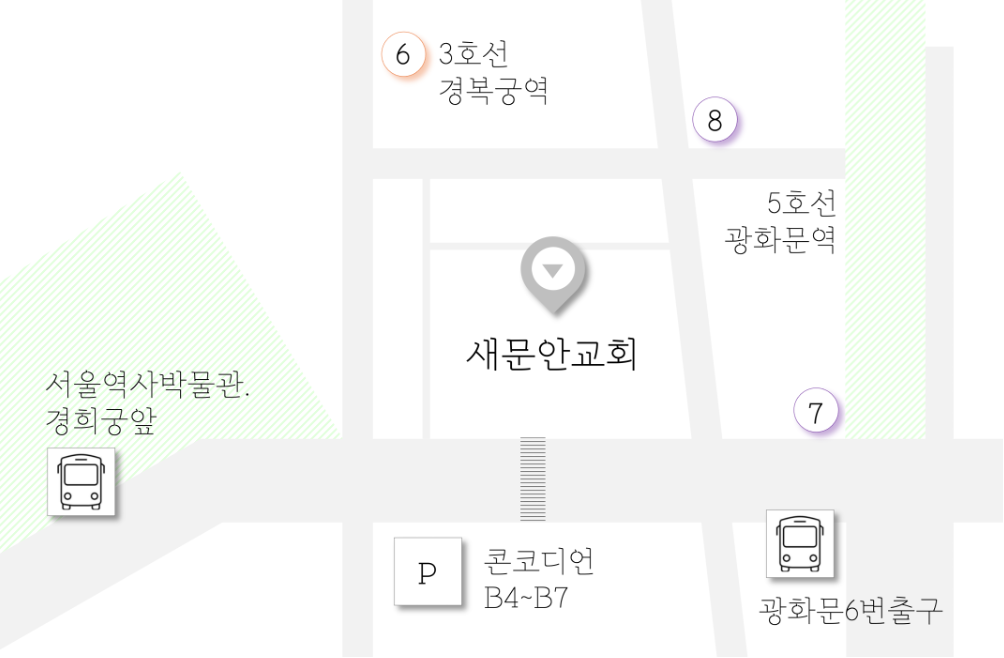 6
3호선
경복궁역
8
5호선
광화문역
새문안교회
서울역사박물관.
경희궁앞
7
P
콘코디언
B4~B7
광화문6번출구